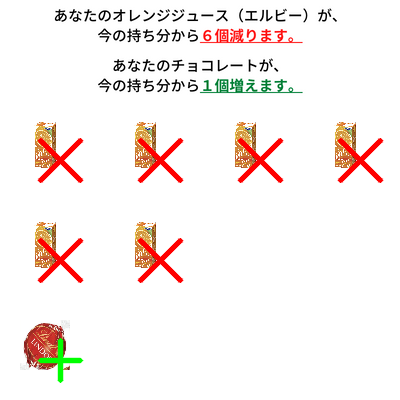 あなたのオレンジジュース（エルビー）が、
今の持ち分から６個減ります。
あなたのチョコレートが、
今の持ち分から１個増えます。